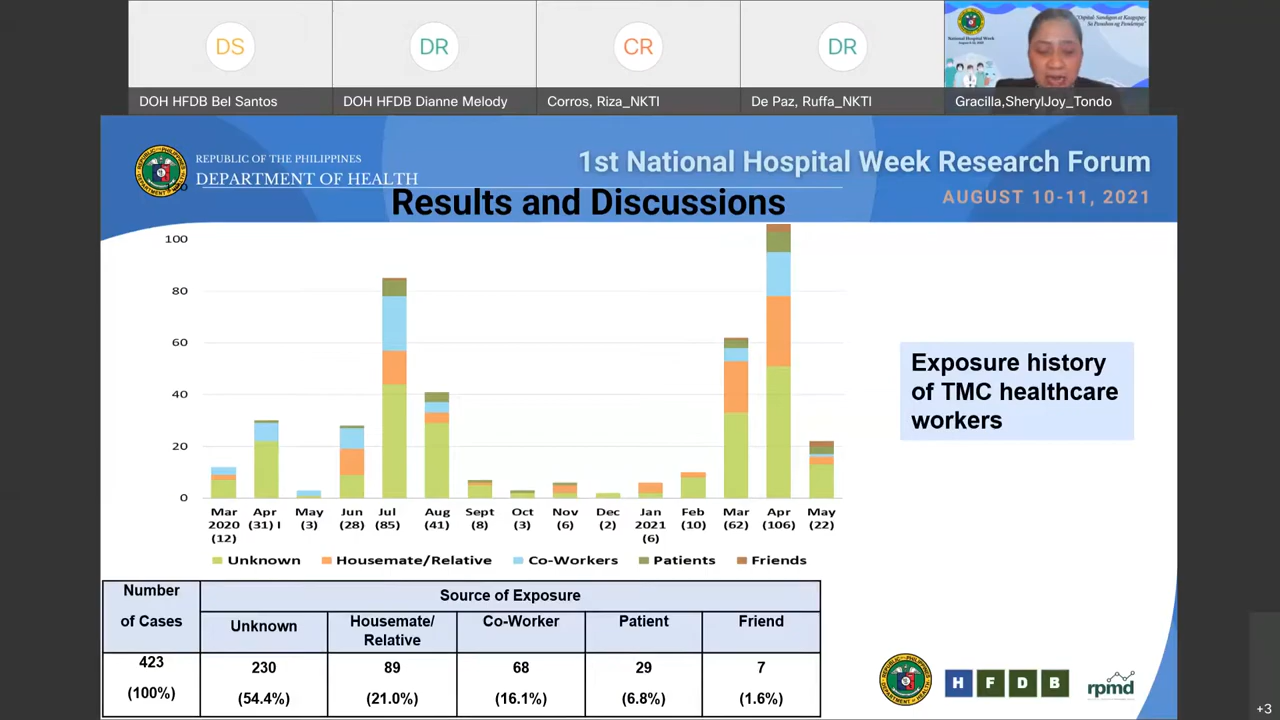 DS
DR
CR
DR
DOH HFDB Bel Santos
DOH HFDB Dianne Melody
Corros, Riza_NKTI
De Paz, Ruffa_NKTI
Gracilla,SherylJoy_Tondo
National Hospital Week
REPUBLIC OF THE PHILIPPINES
DEPARTMENT OF HEALTH
1st National Hospital Week Research Forum
AUGUST 10-11, 2021
Results and Discussions
100
80
60
40
20
0
Mar 2020 (12)
Apr (31) I
May (3)
Jun (28)
Jul (85)
Aug (41)
Sept (8)
Oct (3)
Nov (6)
Dec (2)
Jan 2021 (6)
Feb (10)
Mar (62)
Apr (106)
May (22)
Unknown
Housemate/Relative
Co-Workers
Patients
Friends
Exposure history
of TMC healthcare
workers
Number
of Cases
Source of Exposure
Unknown
Housemate/
Relative
Co-Worker
Patient
Friend
423
(100%)
230
(54.4%)
89
(21.0%)
68
(16.1%)
29
(6.8%)
7
(1.6%)
H F D B
rpmd
+3